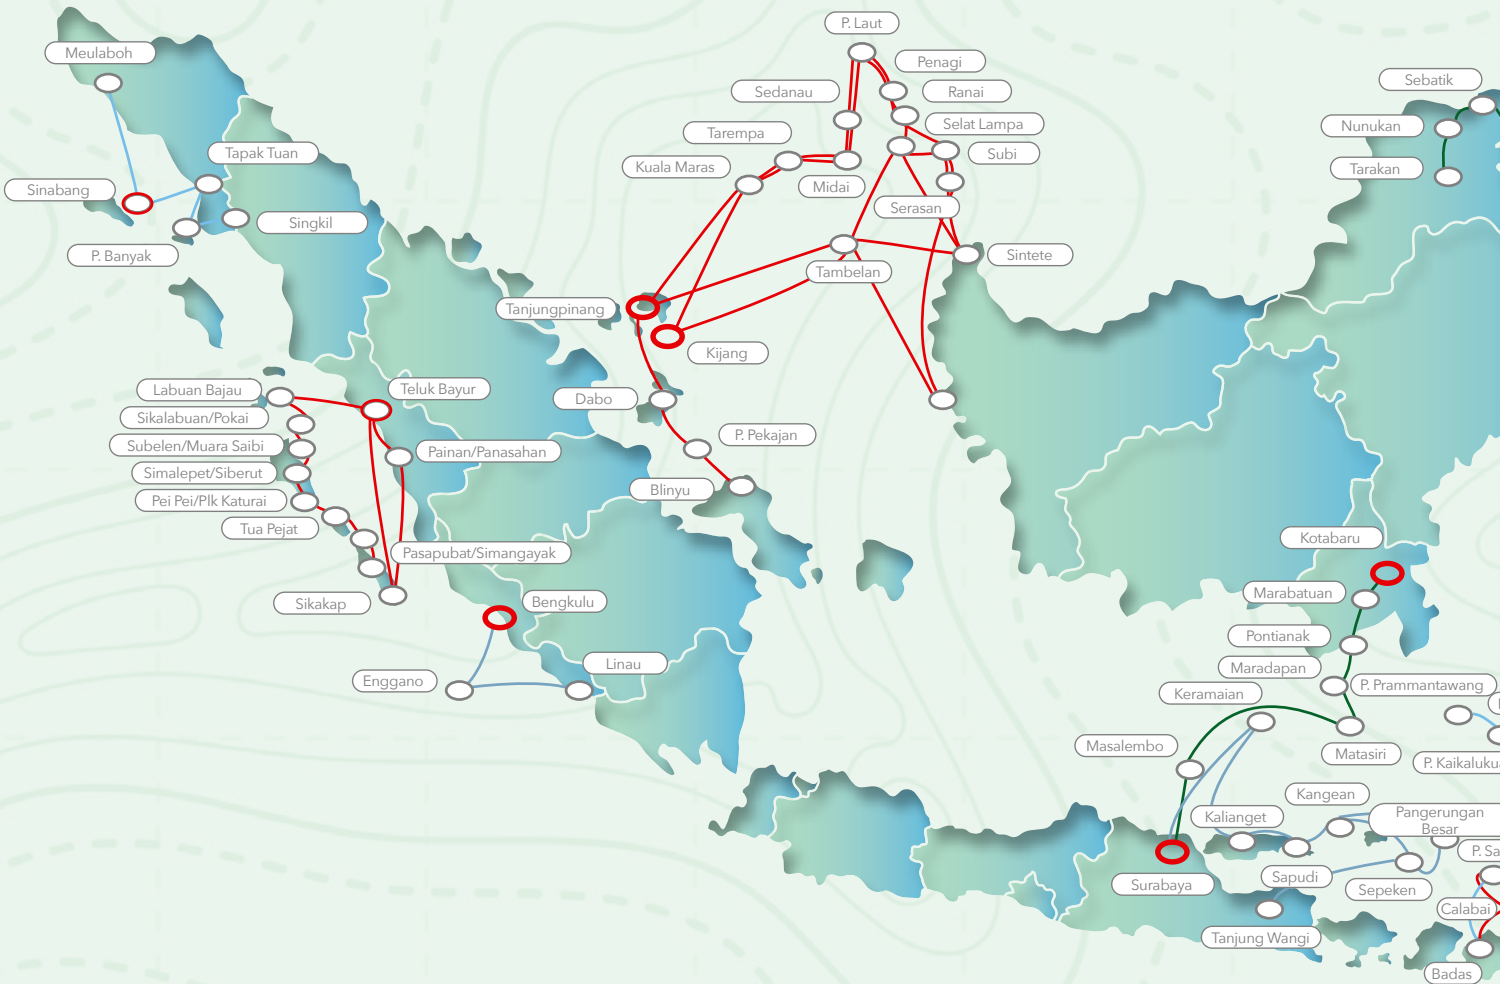 P. Laut
Meulaboh
Penagi
Sebatik
Sedanau
Ranai
Selat Lampa
Nunukan
Tarempa
Tapak Tuan
Subi
Kuala Maras
Tarakan
Midai
Sinabang
Serasan
Singkil
P. Banyak
Sintete
Tambelan
Tanjungpinang
Kijang
Labuan Bajau
Teluk Bayur
Dabo
Sikalabuan/Pokai
P. Pekajan
Subelen/Muara Saibi
Painan/Panasahan
Simalepet/Siberut
Blinyu
Pei Pei/Plk Katurai
Tua Pejat
Kotabaru
Pasapubat/Simangayak
Marabatuan
Sikakap
Bengkulu
Pontianak
Linau
Maradapan
Enggano
P. Prammantawang
Keramaian
Masalembo
Matasiri
P. Kaikaluku
Kangean
Kalianget
Pangerungan
Besar
P. Sa
Sapudi
Surabaya
Sepeken
Calabai
Tanjung Wangi
Badas